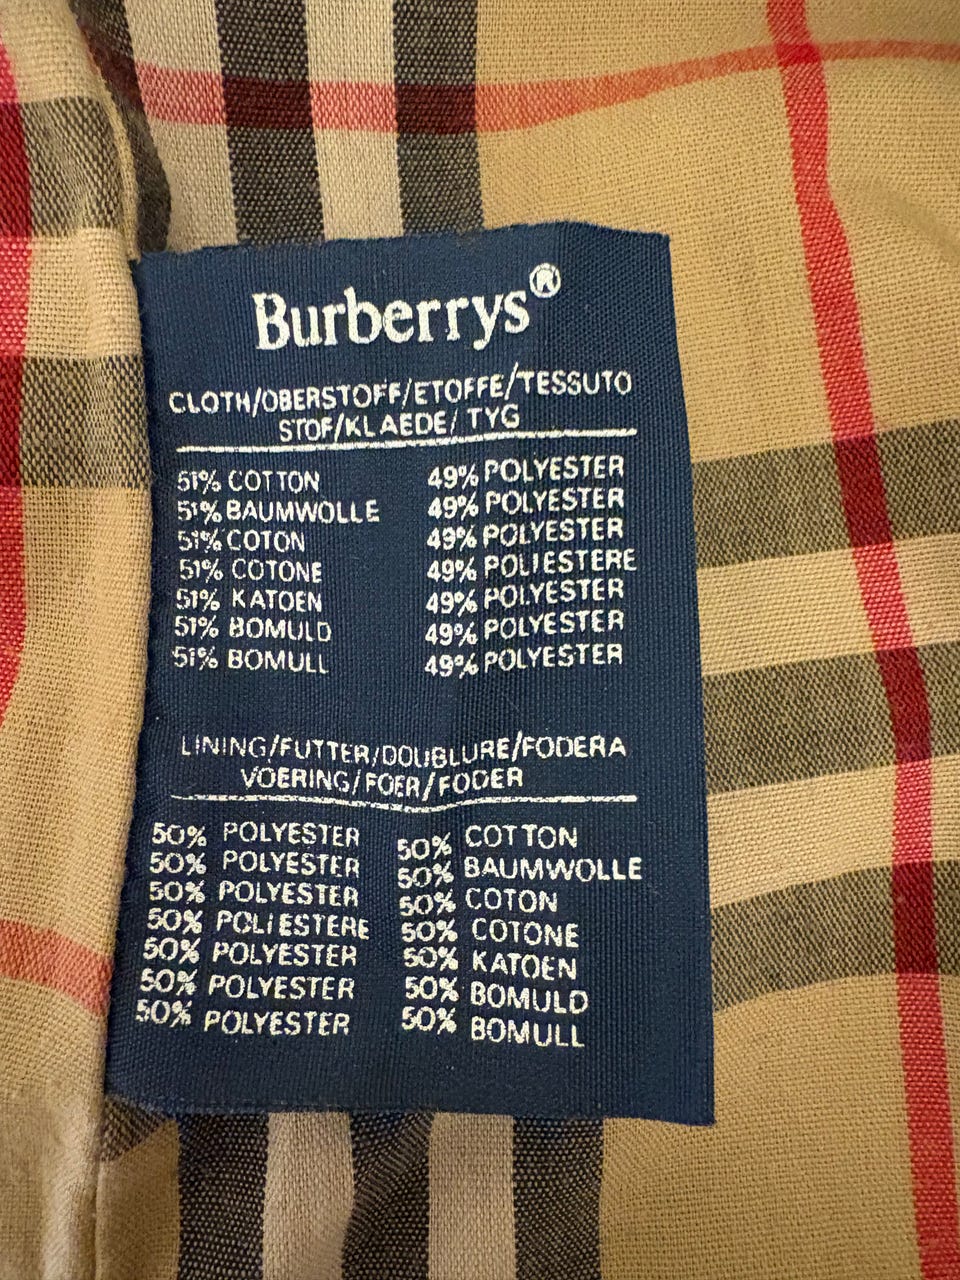 Burberrys®
CLOTH/OBERSTOFF/ETOFFE/TESSUTO
STOF/KLAEDE/TYG
51% COTTON 49% POLYESTER
51% BAUMWOLLE 49% POLYESTER
51% COTON 49% POLYESTER
51% COTONE 49% POLIESTERE
51% KATOEN 49% POLYESTER
51% BOMULD 49% POLYESTER
51% BOMULL 49% POLYESTER
LINING/FUTTER/DOUBLURE/FODERA
VOERING/FOER/FODER
50% POLYESTER 50% COTTON
50% POLYESTER 50% BAUMWOLLE
50% POLYESTER 50% COTON
50% POLIESTERE 50% COTONE
50% POLYESTER 50% KATOEN
50% POLYESTER 50% BOMULD
50% POLYESTER 50% BOMULL